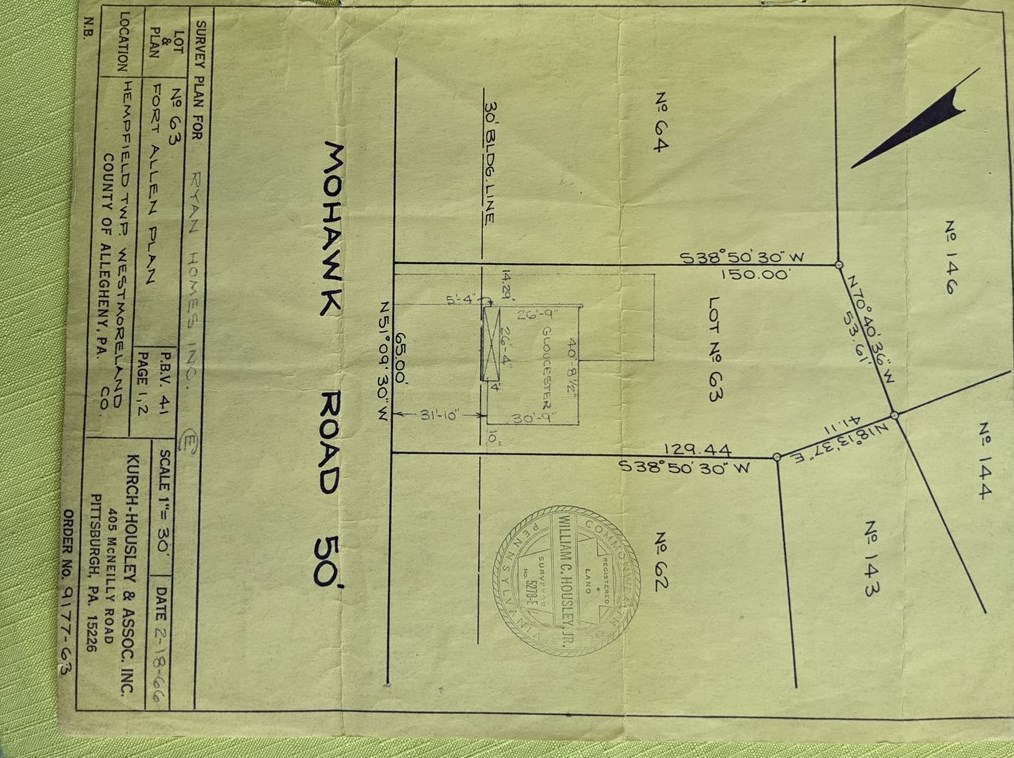 Nº 146
Nº 144
Nº 143
N 70° 40' 36" W
53.61'
41.11
N18°13'37"E
S38°50'30"W
150.00'
LOT Nº 63
129.44
S38°50'30"W
Nº 64
Nº 62
30' BLDG. LINE
14.29'
5'-4"
26'-9"
26'-4"
GLOUCESTER
40'-8½"
4'
31'-10"
30'-9"
10'
65.00'
N51°09'30"W
MOHAWK ROAD 50'
COMMONWEALTH OF
PENNSYLVANIA
REGISTERED
LAND
WILLIAM C. HOUSLEY, JR.
SURVEYOR
NO. 5278-E
SURVEY PLAN FOR RYAN HOMES INC. E
LOT & PLAN
Nº 63
FORT ALLEN PLAN
P.B.V. 41
PAGE 1,2
SCALE 1"= 30'
DATE 2-18-66
LOCATION
HEMPFIELD TWP. WESTMORELAND CO.
COUNTY OF ALLEGHENY, PA.
KURCH-HOUSLEY & ASSOC. INC.
405 McNEILLY ROAD
PITTSBURGH, PA. 15226
N.B.
ORDER No. 9177-63